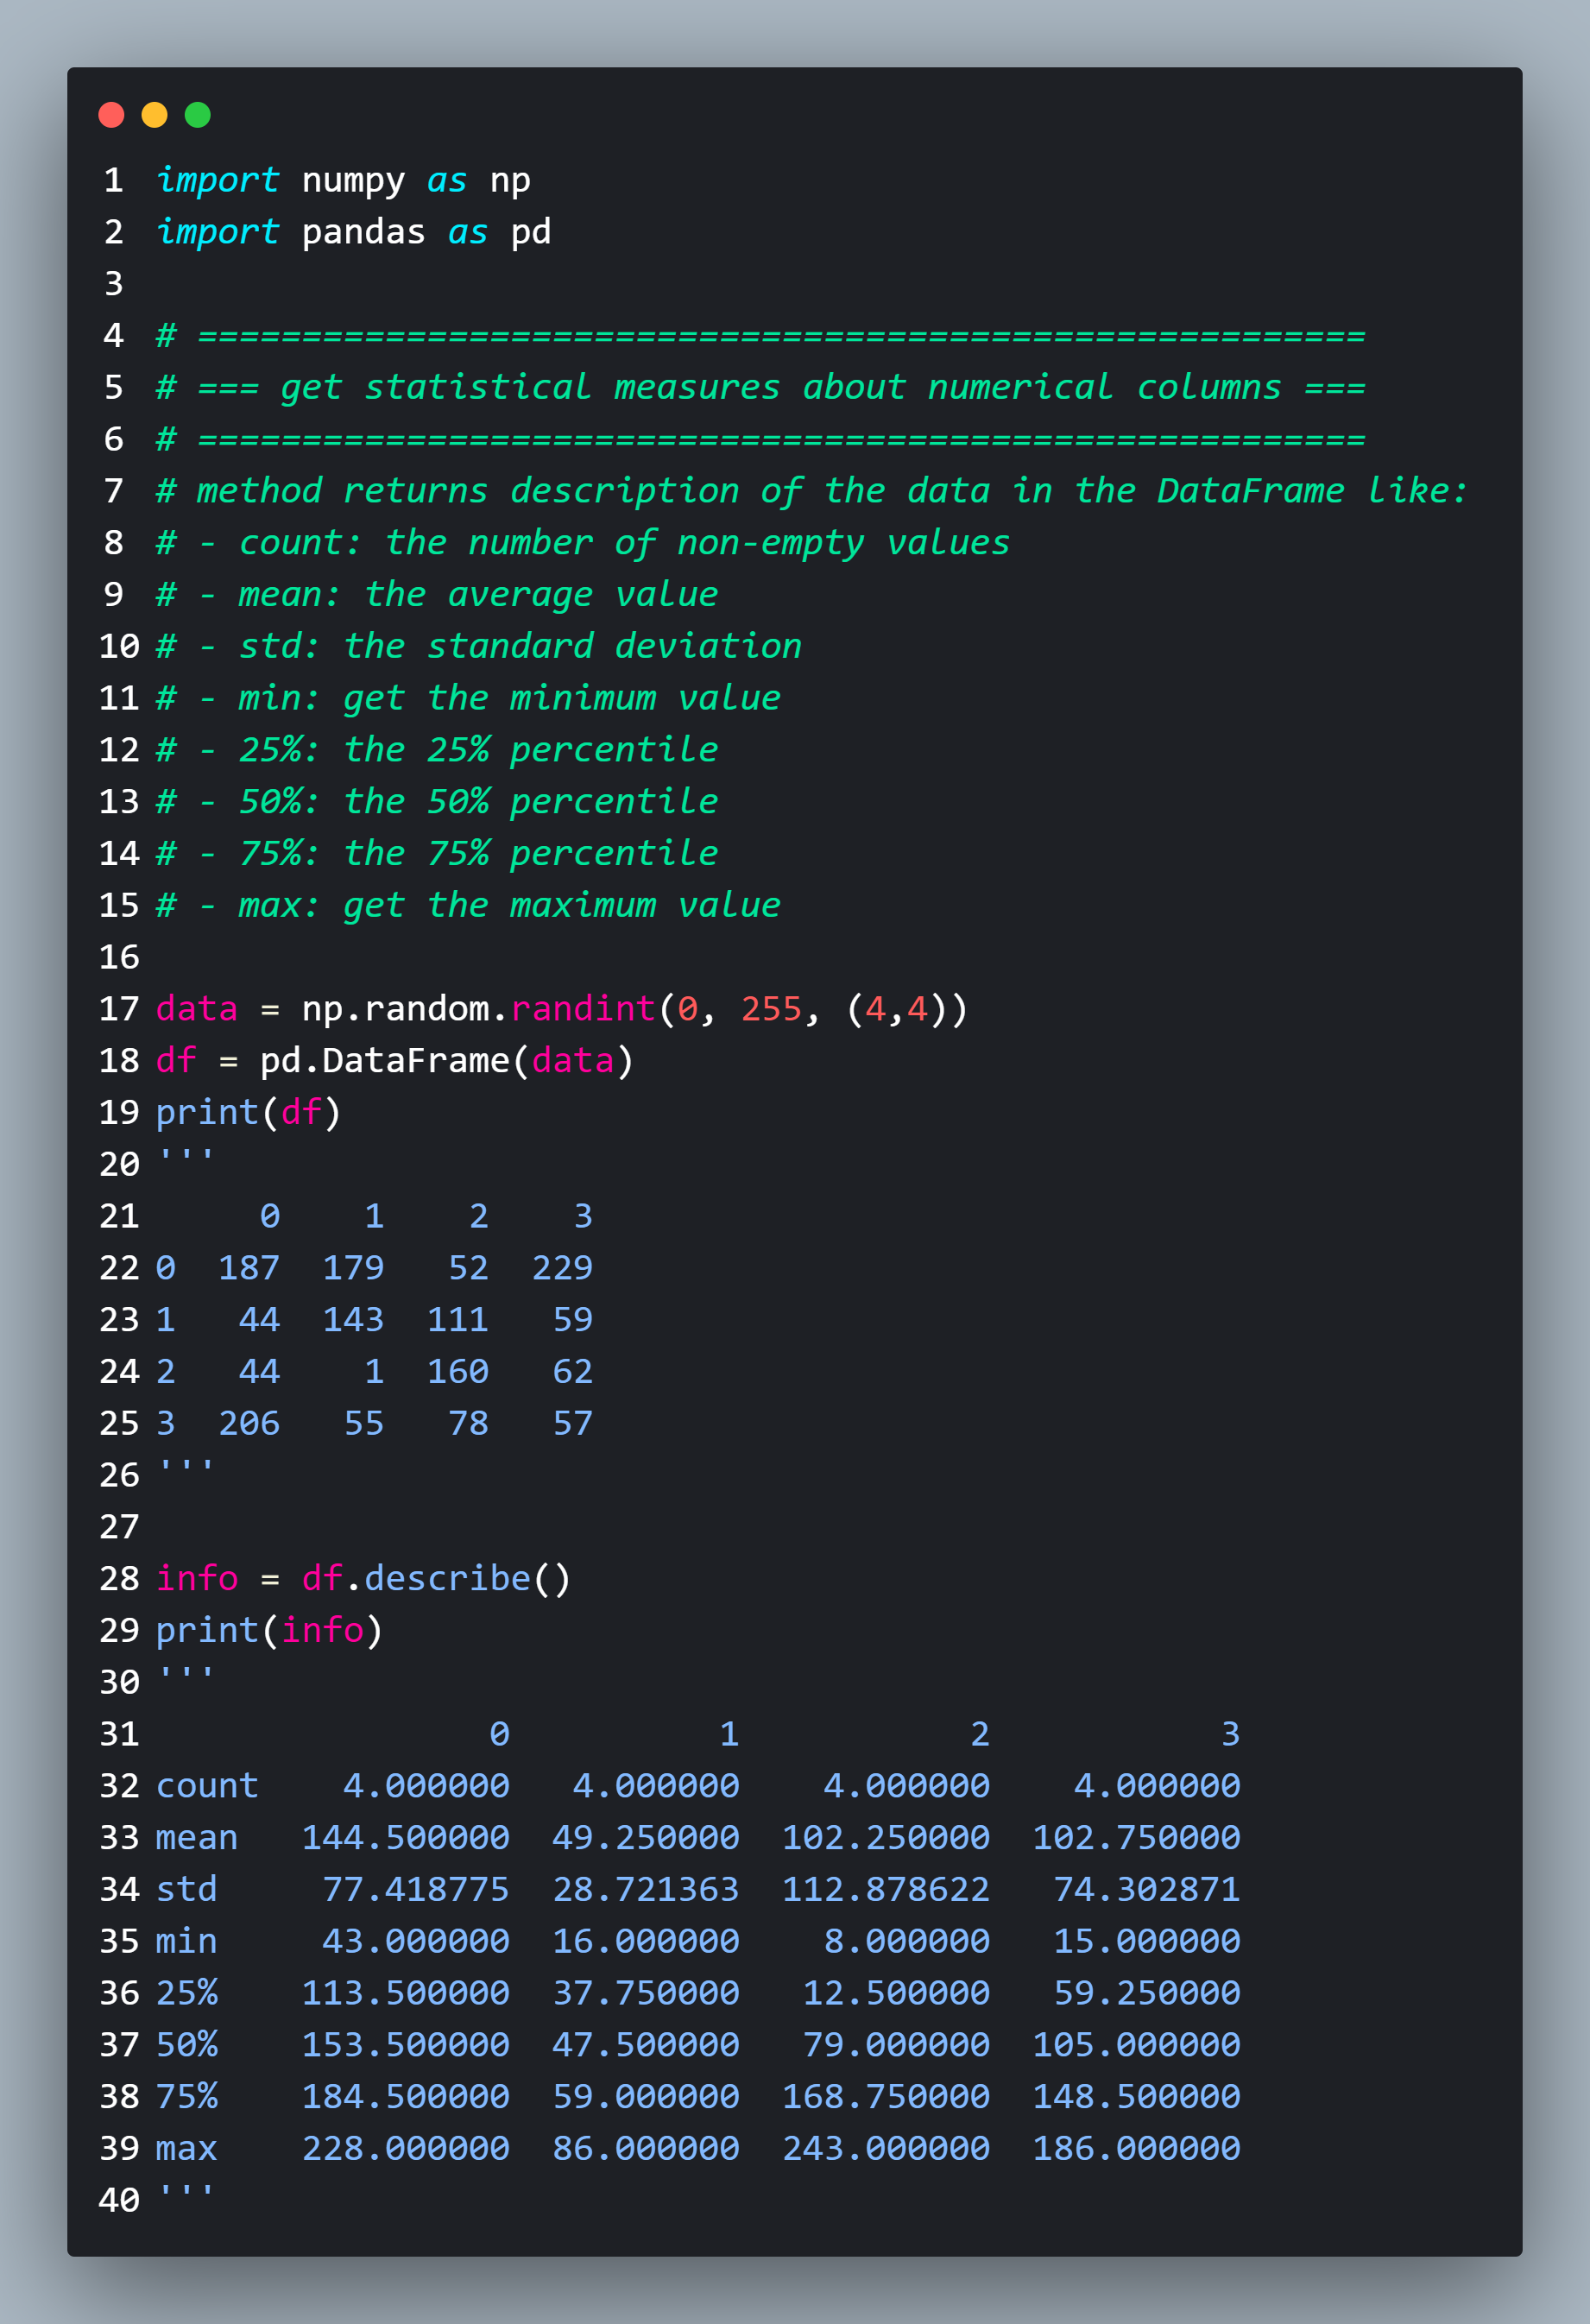 1 import numpy as np
2 import pandas as pd
3
4 # ========================================================
5 # === get statistical measures about numerical columns ===
6 # ========================================================
7 # method returns description of the data in the DataFrame like:
8 # - count: the number of non-empty values
9 # - mean: the average value
10 # - std: the standard deviation
11 # - min: get the minimum value
12 # - 25%: the 25% percentile
13 # - 50%: the 50% percentile
14 # - 75%: the 75% percentile
15 # - max: get the maximum value
16
17 data = np.random.randint(0, 255, (4,4))
18 df = pd.DataFrame(data)
19 print(df)
20 '''
21      0    1    2    3
22 0  187  179   52  229
23 1   44  143  111   59
24 2   44    1  160   62
25 3  206   55   78   57
26 '''
27
28 info = df.describe()
29 print(info)
30 '''
31                 0          1           2           3
32 count    4.000000   4.000000    4.000000    4.000000
33 mean   144.500000  49.250000  102.250000  102.750000
34 std     77.418775  28.721363  112.878622   74.302871
35 min     43.000000  16.000000    8.000000   15.000000
36 25%    113.500000  37.750000   12.500000   59.250000
37 50%    153.500000  47.500000   79.000000  105.000000
38 75%    184.500000  59.000000  168.750000  148.500000
39 max    228.000000  86.000000  243.000000  186.000000
40 '''